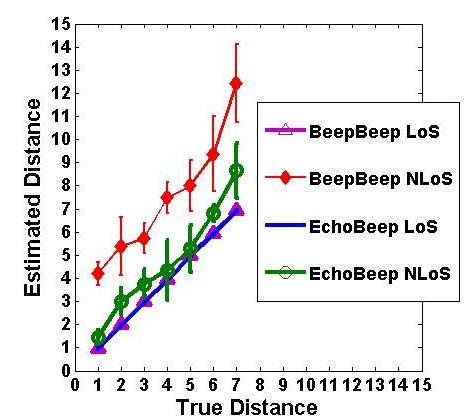 15
14
13
12
11
10
9
8
7
6
5
4
3
2
1
0
Estimated Distance
BeepBeep LoS
BeepBeep NLoS
EchoBeep LoS
EchoBeep NLoS
0 1 2 3 4 5 6 7 8 9 10 11 12 13 14 15
True Distance